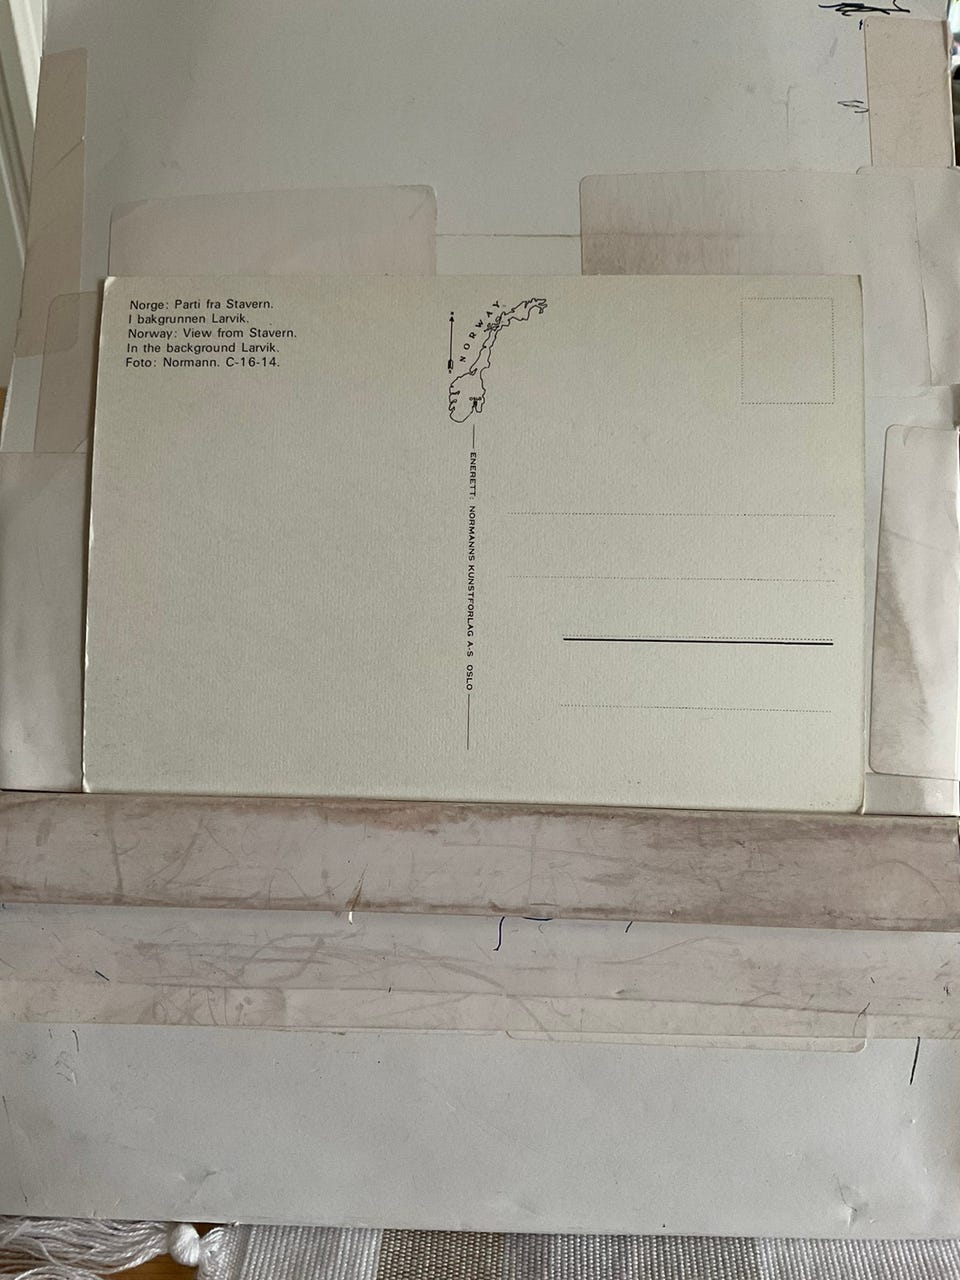 Norge: Parti fra Stavern.
I bakgrunnen Larvik.
Norway: View from Stavern.
In the background Larvik.
Foto: Normann. C-16-14.
NORWAY
ENERETT: NORMANNS KUNSTFORLAG A-S OSLO